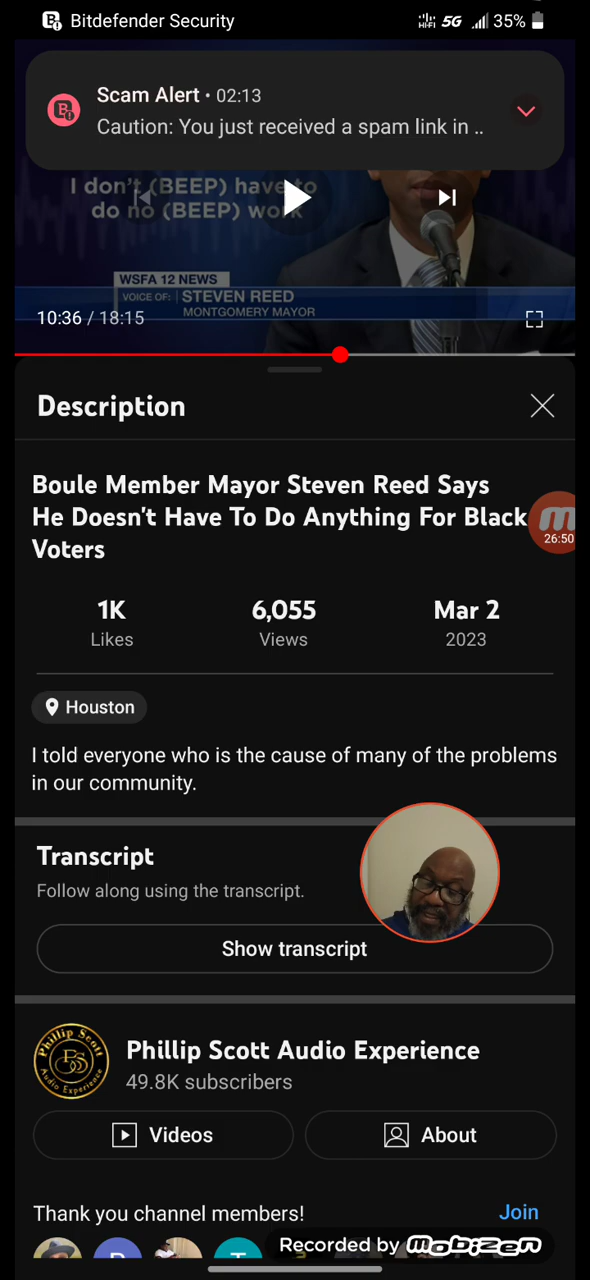 Bitdefender Security
HiFi 5G 35%
Scam Alert • 02:13
Caution: You just received a spam link in ..
I don't (BEEP) have to
do no (BEEP) work
WSFA 12 NEWS
VOICE OF: STEVEN REED
MONTGOMERY MAYOR
10:36 / 18:15
Description
Boule Member Mayor Steven Reed Says
He Doesn't Have To Do Anything For Black
Voters
26:50
1K 6,055 Mar 2
Likes Views 2023
Houston
I told everyone who is the cause of many of the problems
in our community.
Transcript
Follow along using the transcript.
Show transcript
Phillip Scott
Audio Experience
Phillip Scott Audio Experience
49.8K subscribers
Videos About
Thank you channel members! Join
Recorded by mobizen